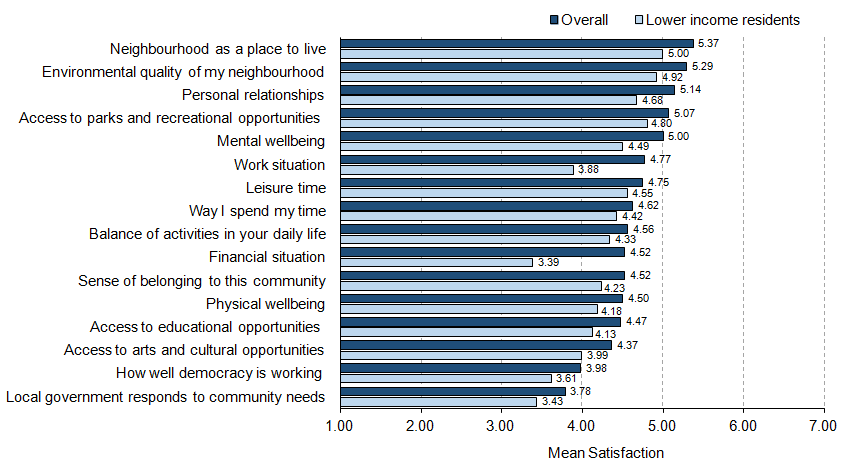 Overall Lower income residents
Neighbourhood as a place to live 5.37
5.00
Environmental quality of my neighbourhood 5.29
4.92
Personal relationships 5.14
4.68
Access to parks and recreational opportunities 5.07
4.80
Mental wellbeing 5.00
4.49
Work situation 4.77
3.88
Leisure time 4.75
4.55
Way I spend my time 4.62
4.42
Balance of activities in your daily life 4.56
4.33
Financial situation 4.52
3.39
Sense of belonging to this community 4.52
4.23
Physical wellbeing 4.50
4.18
Access to educational opportunities 4.47
4.13
Access to arts and cultural opportunities 4.37
3.99
How well democracy is working 3.98
3.61
Local government responds to community needs 3.78
3.43
1.00 2.00 3.00 4.00 5.00 6.00 7.00
Mean Satisfaction